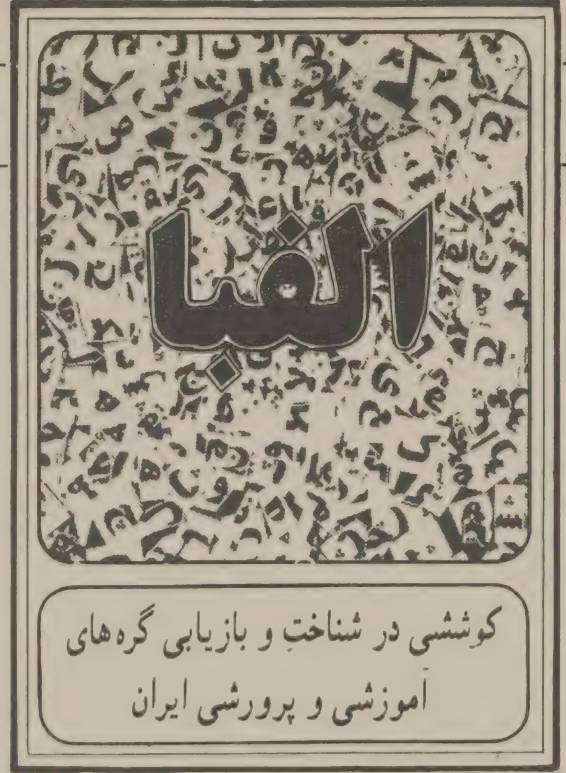 الفبا
کوششی در شناختِ و بازیابی گره‌های
آموزشی و پرورشی ایران